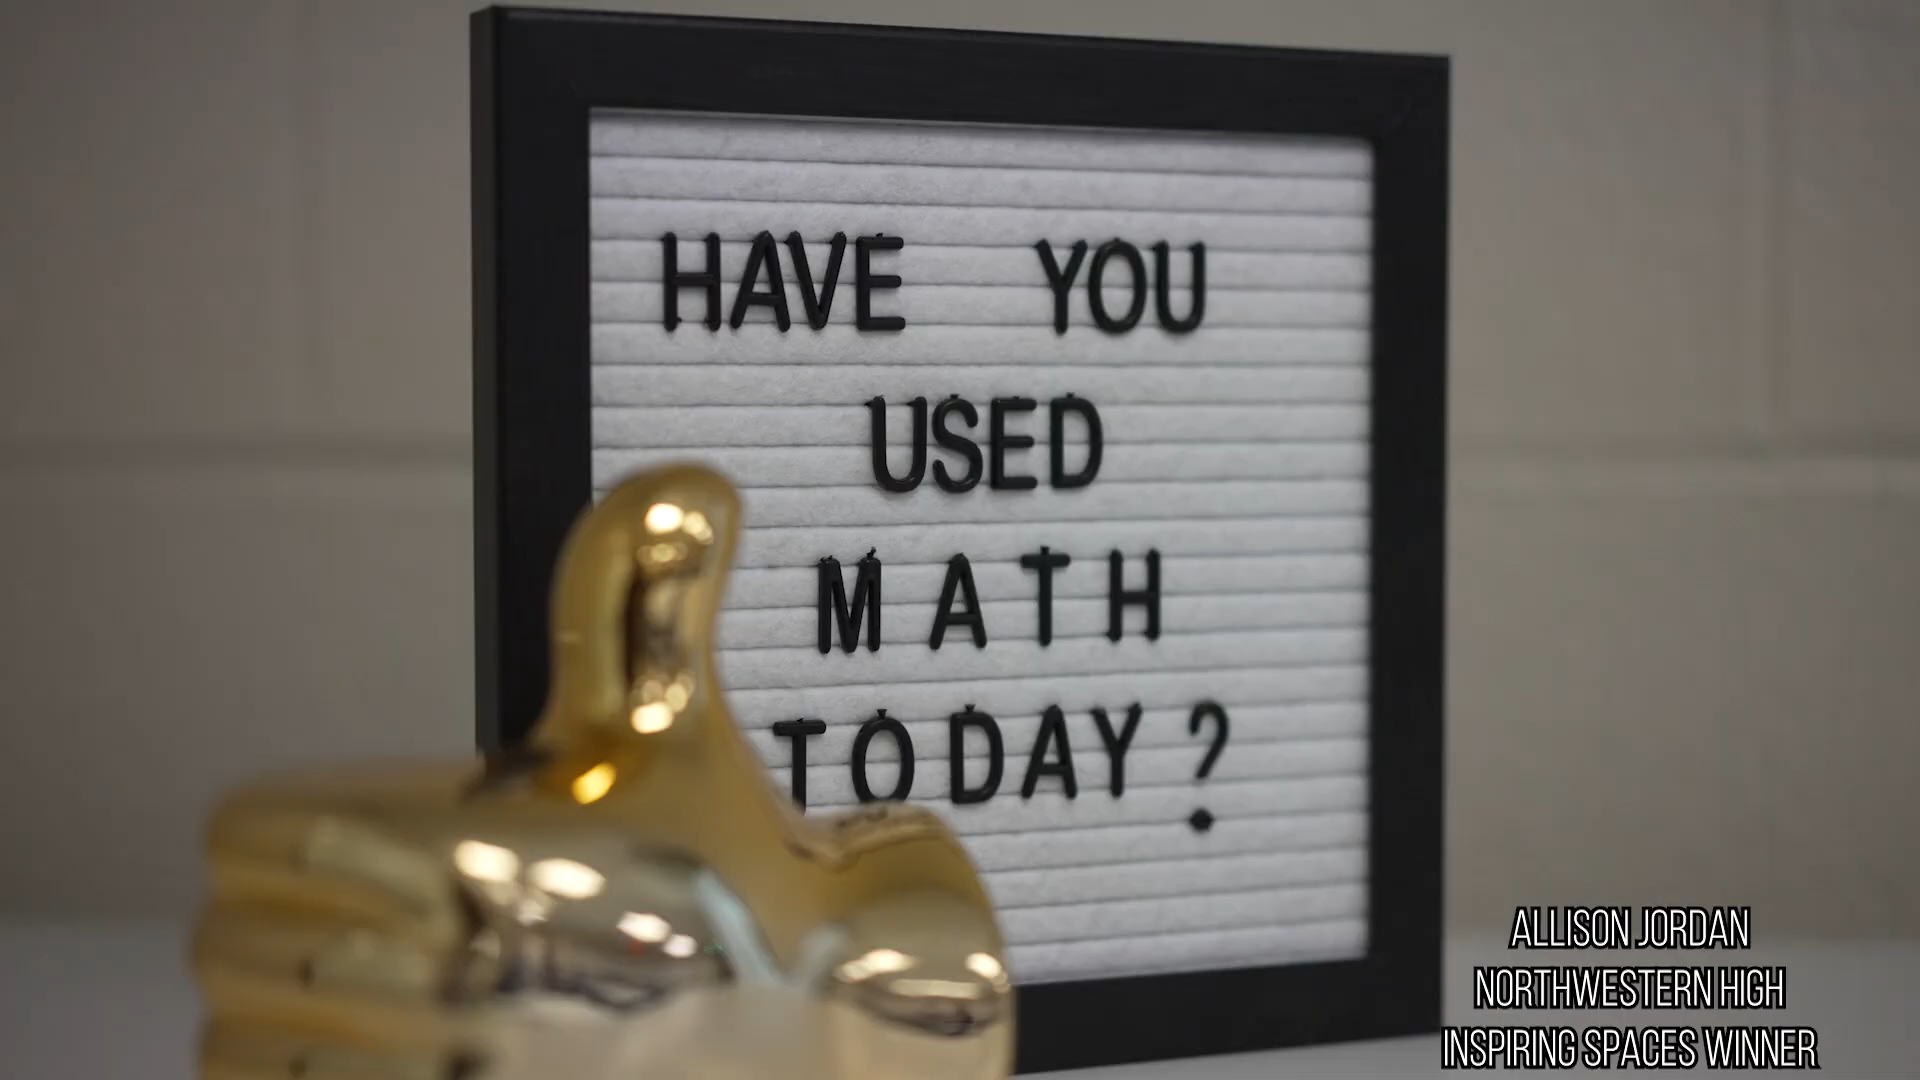 HAVE YOU
USED
MATH
TODAY?
ALLISON JORDAN
NORTHWESTERN HIGH
INSPIRING SPACES WINNER